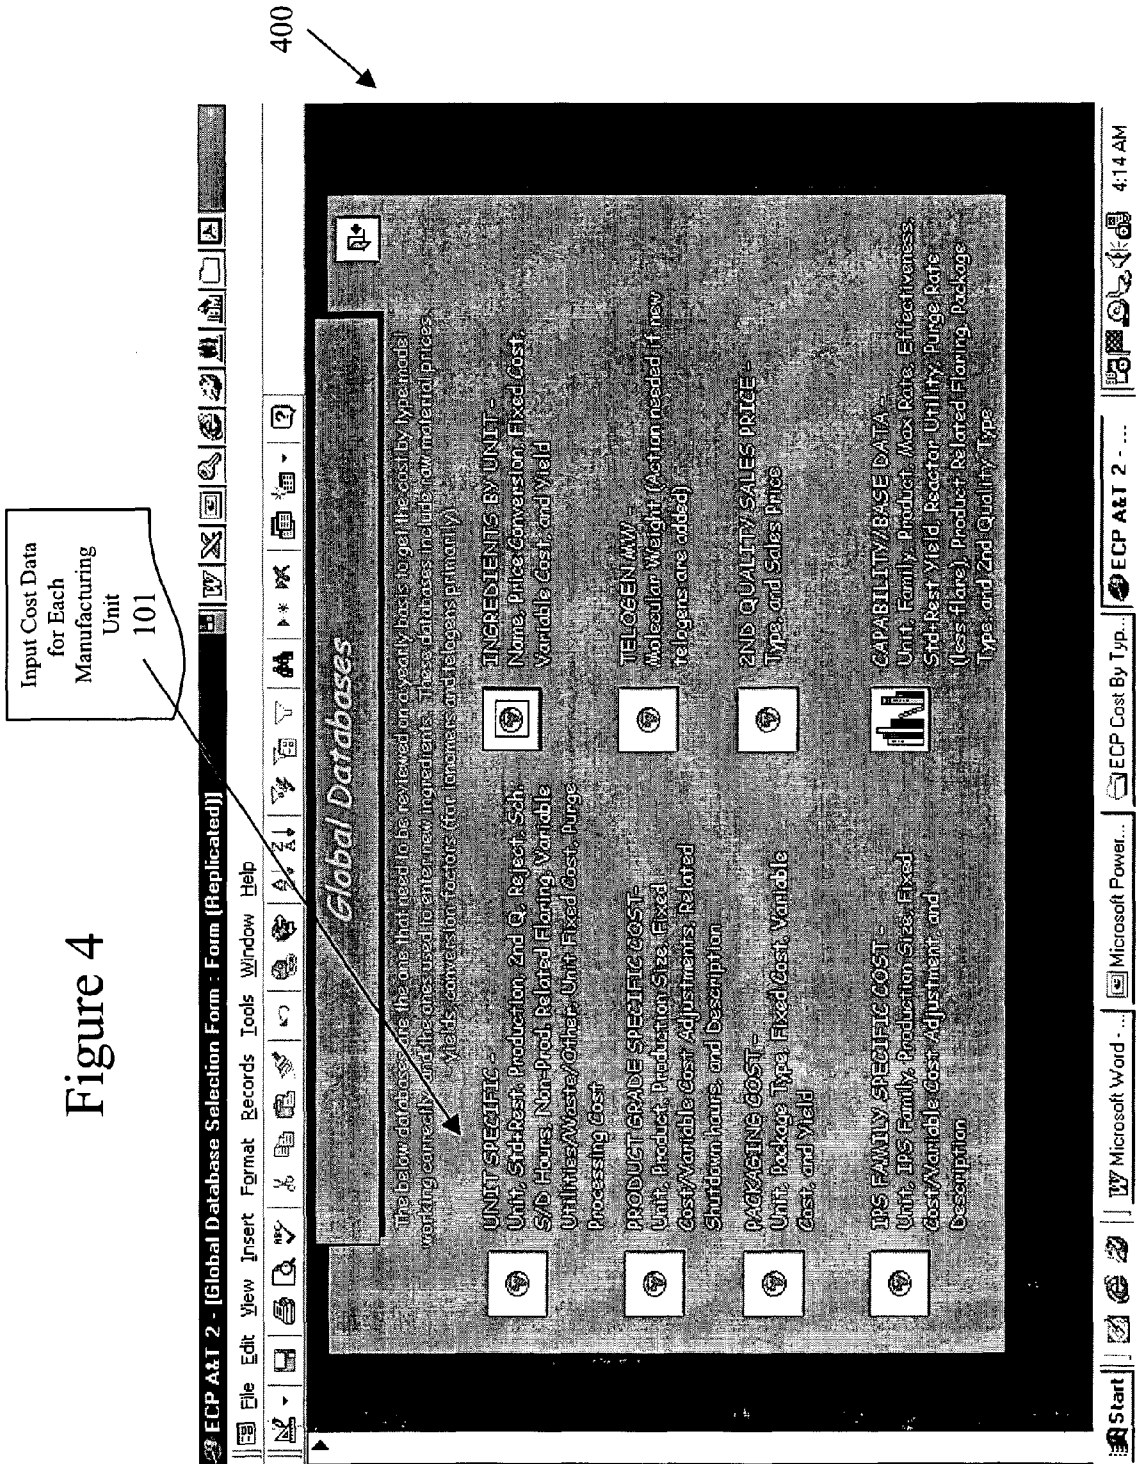 Figure 4
Input Cost Data
for Each
Manufacturing
Unit
101
400
ECP A&T 2 - [Global Database Selection Form : Form (Replicated)]
File Edit View Insert Format Records Tools Window Help
Global Databases
The below databases are the ones that need to be reviewed on a yearly basis to get the cost by type model
working correctly and the ones used to enter new ingredients. These databases include raw material prices,
yields conversion factors (for
and telogens primarily).
UNIT SPECIFIC -
Unit, Std+Rest, Production, 2nd Q, Reject, Sch.
S/D Hours, Non-Prod. Related Flaring, Variable
Utilities/Waste/Other, Unit Fixed Cost, Purge
Processing Cost
PRODUCT GRADE SPECIFIC COST -
Unit, Product, Production Size, Fixed
Cost/Variable Cost Adjustments, Related
Shutdown hours, and Description
PACKAGING COST -
Unit, Package Type, Fixed Cost, Variable
Cost, and Yield
IPS FAMILY SPECIFIC COST -
Unit, IPS Family, Production Size, Fixed
Cost/Variable Cost Adjustment, and
Description
INGREDIENTS BY UNIT -
Name, Price Conversion, Fixed Cost,
Variable Cost, and Yield
TELOGEN MW -
Molecular Weight (Action needed if new
telogens are added)
2ND QUALITY SALES PRICE -
Type and Sales Price
CAPABILITY/BASE DATA -
Unit, Family, Product, Max. Rate, Effectiveness,
Std+Rest Yield, Reactor Utility, Purge Rate
(less flare), Product Related Flaring, Package
Type and 2nd Quality Type
Start
Microsoft Word - ...
Microsoft Power...
ECP Cost By Typ...
ECP A&T 2 - ...
4:14 AM